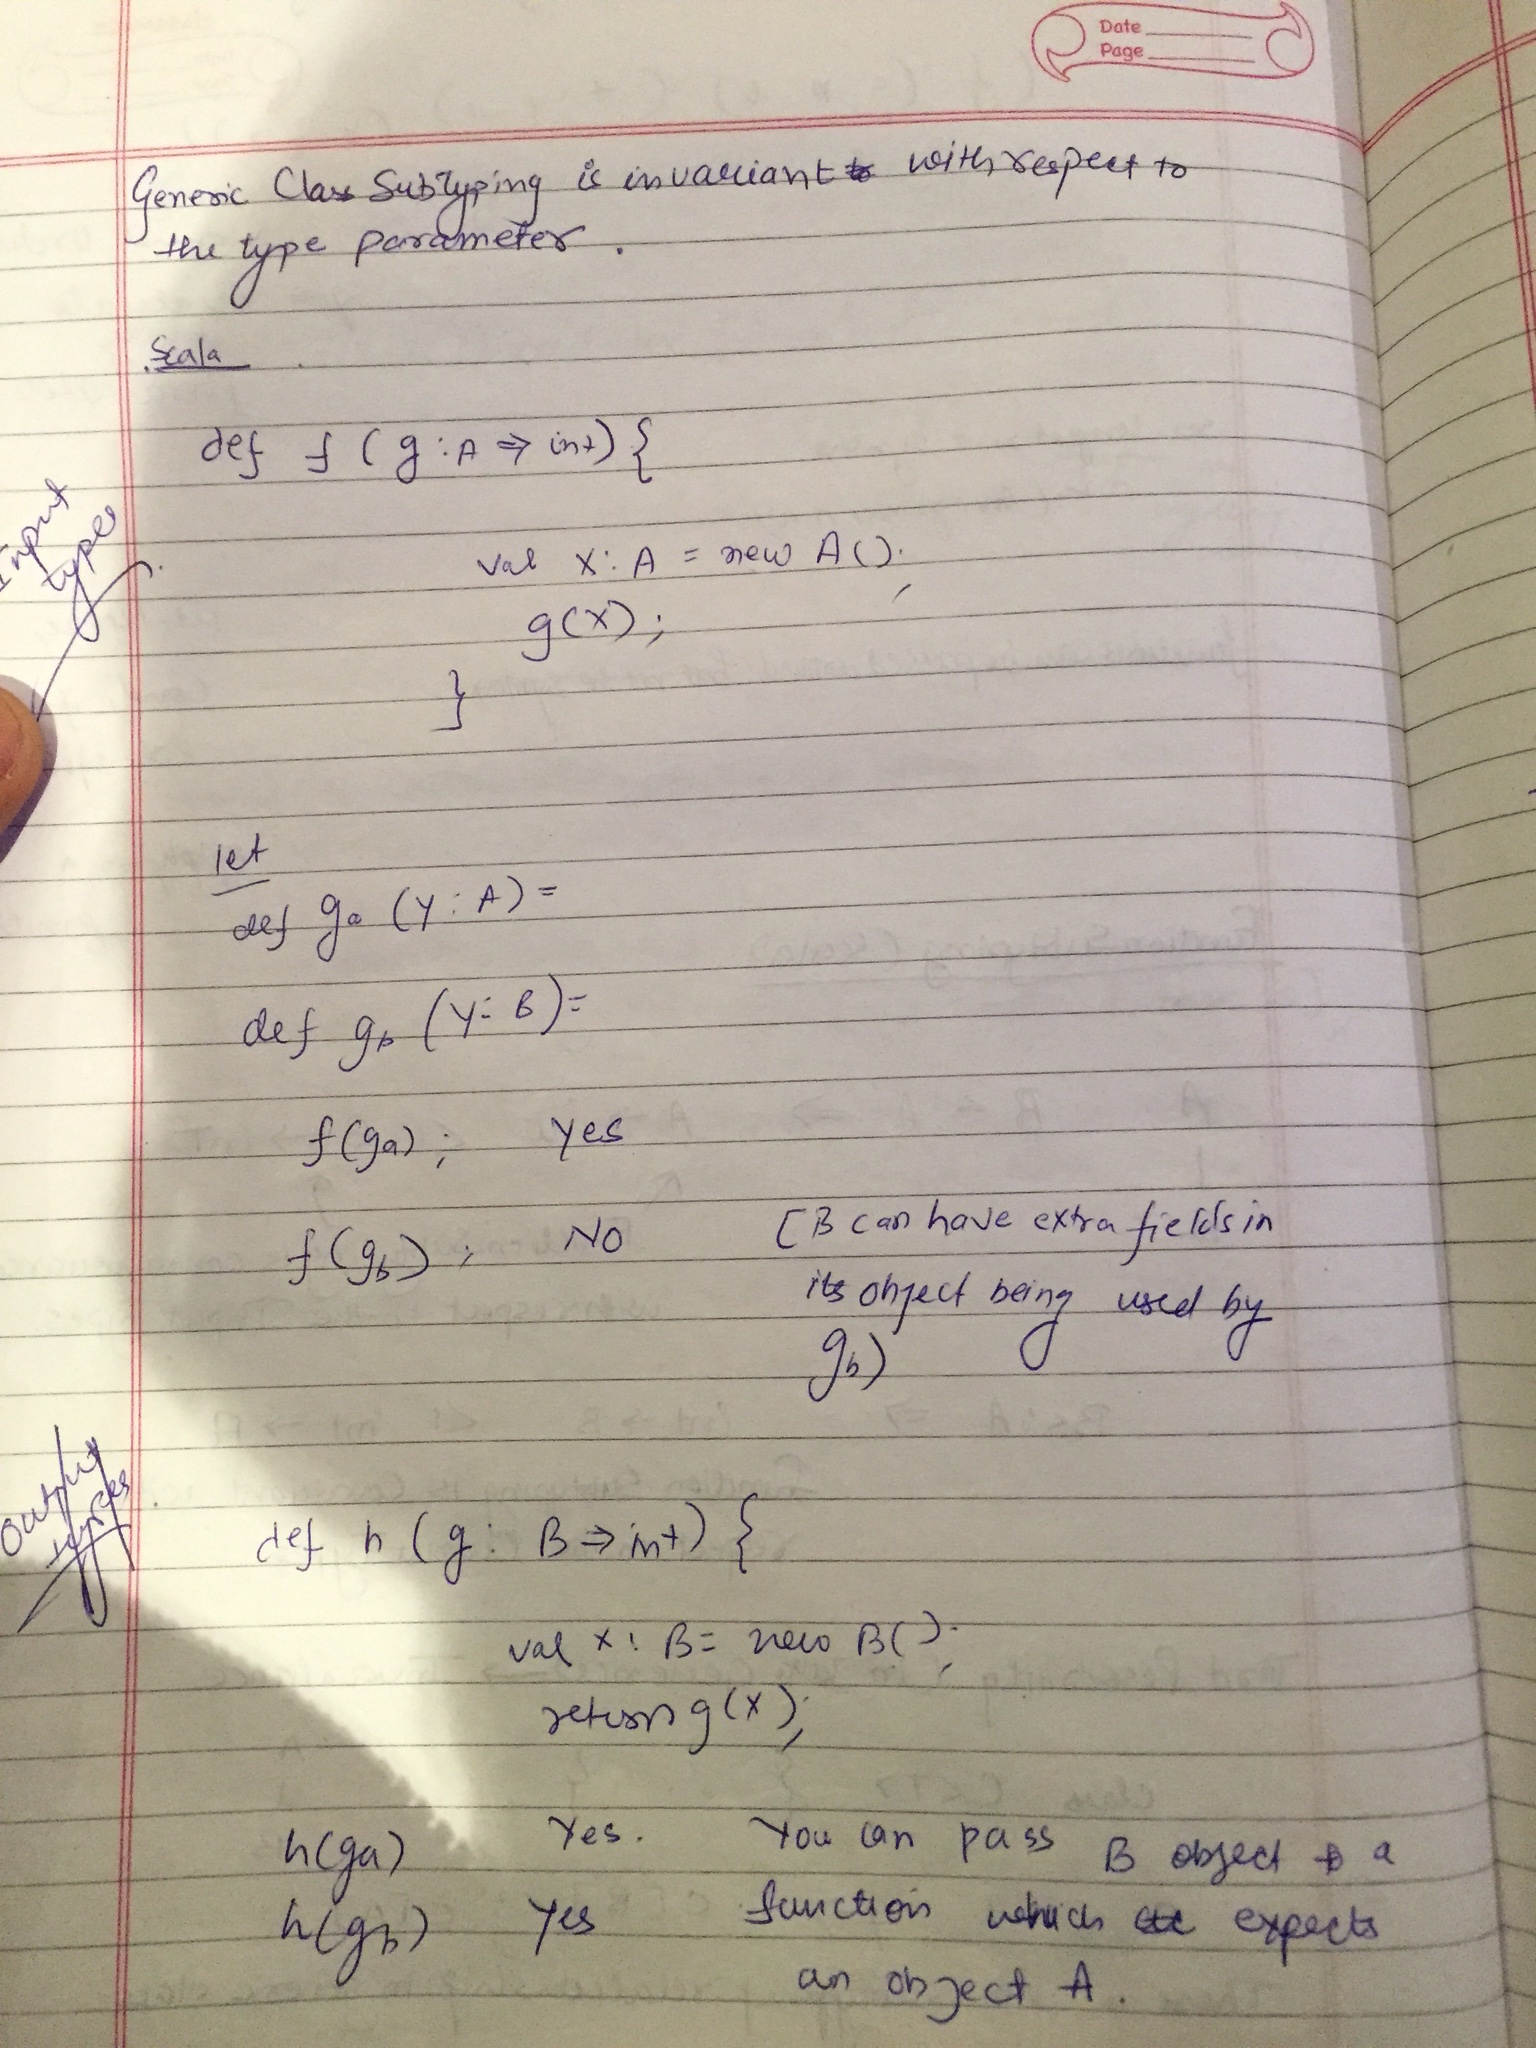 Date
Page
Generic Class Subtyping is invariant with respect to
the type parameter.
Scala
def f (g : A ⇒ int) {
Input
types
val x : A = new A();
g(x);
}
let
def ga (y : A) =
def gb (y : B) =
f(ga); Yes
f(gb); NO [B can have extra fields in
its object being used by
gb)
Output
types
def h (g : B ⇒ int) {
val x : B = new B();
return g(x);
h(ga) Yes. You can pass B object to a
h(gb) Yes function which expects
an object A.